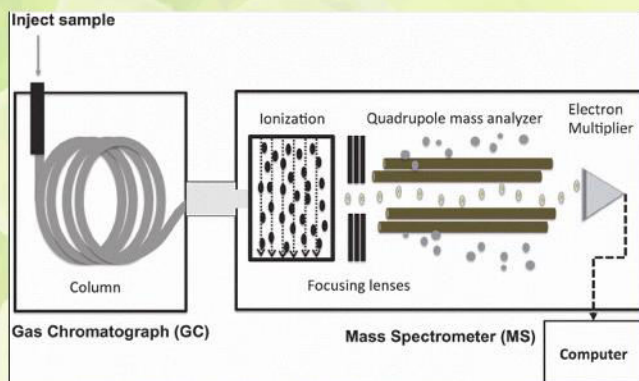 Inject sample
Ionization
Quadrupole mass analyzer
Electron
Multiplier
Column
Focusing lenses
Gas Chromatograph (GC)
Mass Spectrometer (MS)
Computer